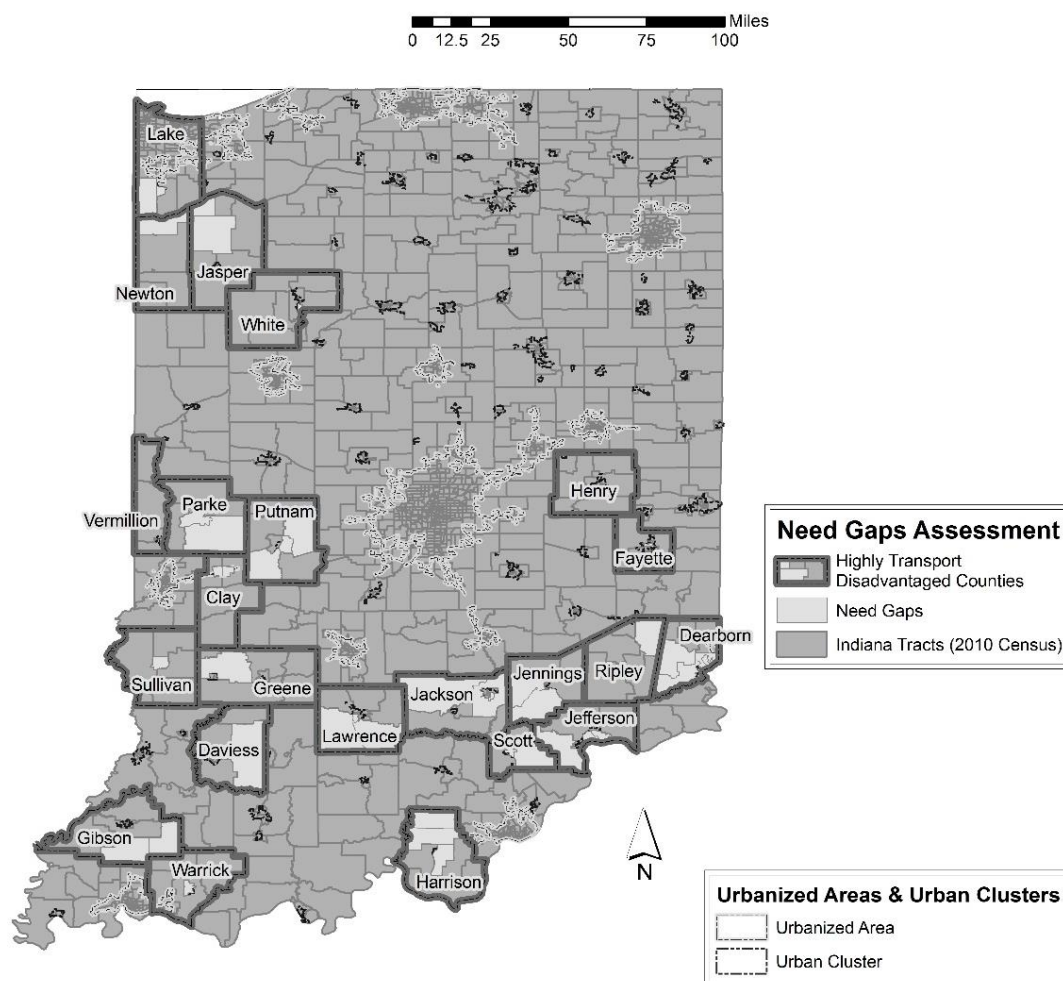 Miles
0 12.5 25 50 75 100
Lake
Jasper
Newton
White
Henry
Parke
Putnam
Vermillion
Fayette
Clay
Dearborn
Jennings
Ripley
Sullivan
Greene
Jackson
Jefferson
Lawrence
Scott
Daviess
Gibson
Warrick
Harrison
N
Need Gaps Assessment
Highly Transport
Disadvantaged Counties
Need Gaps
Indiana Tracts (2010 Census)
Urbanized Areas & Urban Clusters
Urbanized Area
Urban Cluster